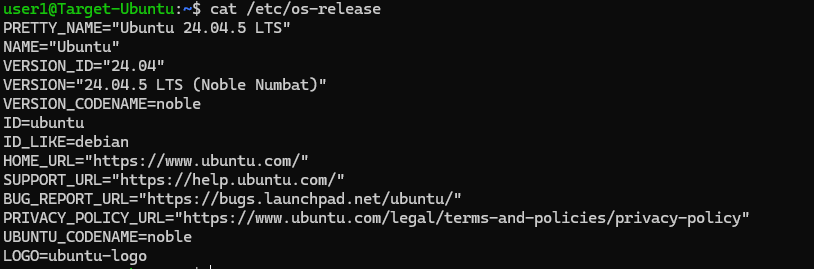 user1@Target-Ubuntu:~$ cat /etc/os-release
PRETTY_NAME="Ubuntu 24.04.5 LTS"
NAME="Ubuntu"
VERSION_ID="24.04"
VERSION="24.04.5 LTS (Noble Numbat)"
VERSION_CODENAME=noble
ID=ubuntu
ID_LIKE=debian
HOME_URL="https://www.ubuntu.com/"
SUPPORT_URL="https://help.ubuntu.com/"
BUG_REPORT_URL="https://bugs.launchpad.net/ubuntu/"
PRIVACY_POLICY_URL="https://www.ubuntu.com/legal/terms-and-policies/privacy-policy"
UBUNTU_CODENAME=noble
LOGO=ubuntu-logo